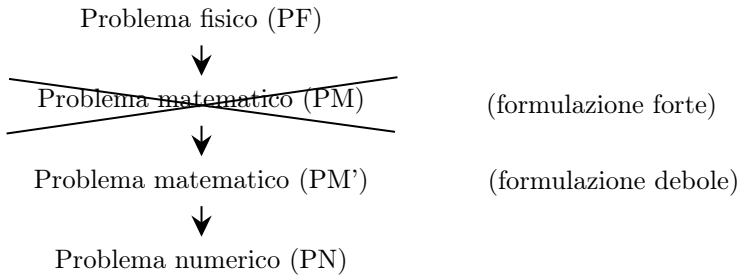 Problema fisico (PF)
Problema matematico (PM) (formulazione forte)
Problema matematico (PM') (formulazione debole)
Problema numerico (PN)